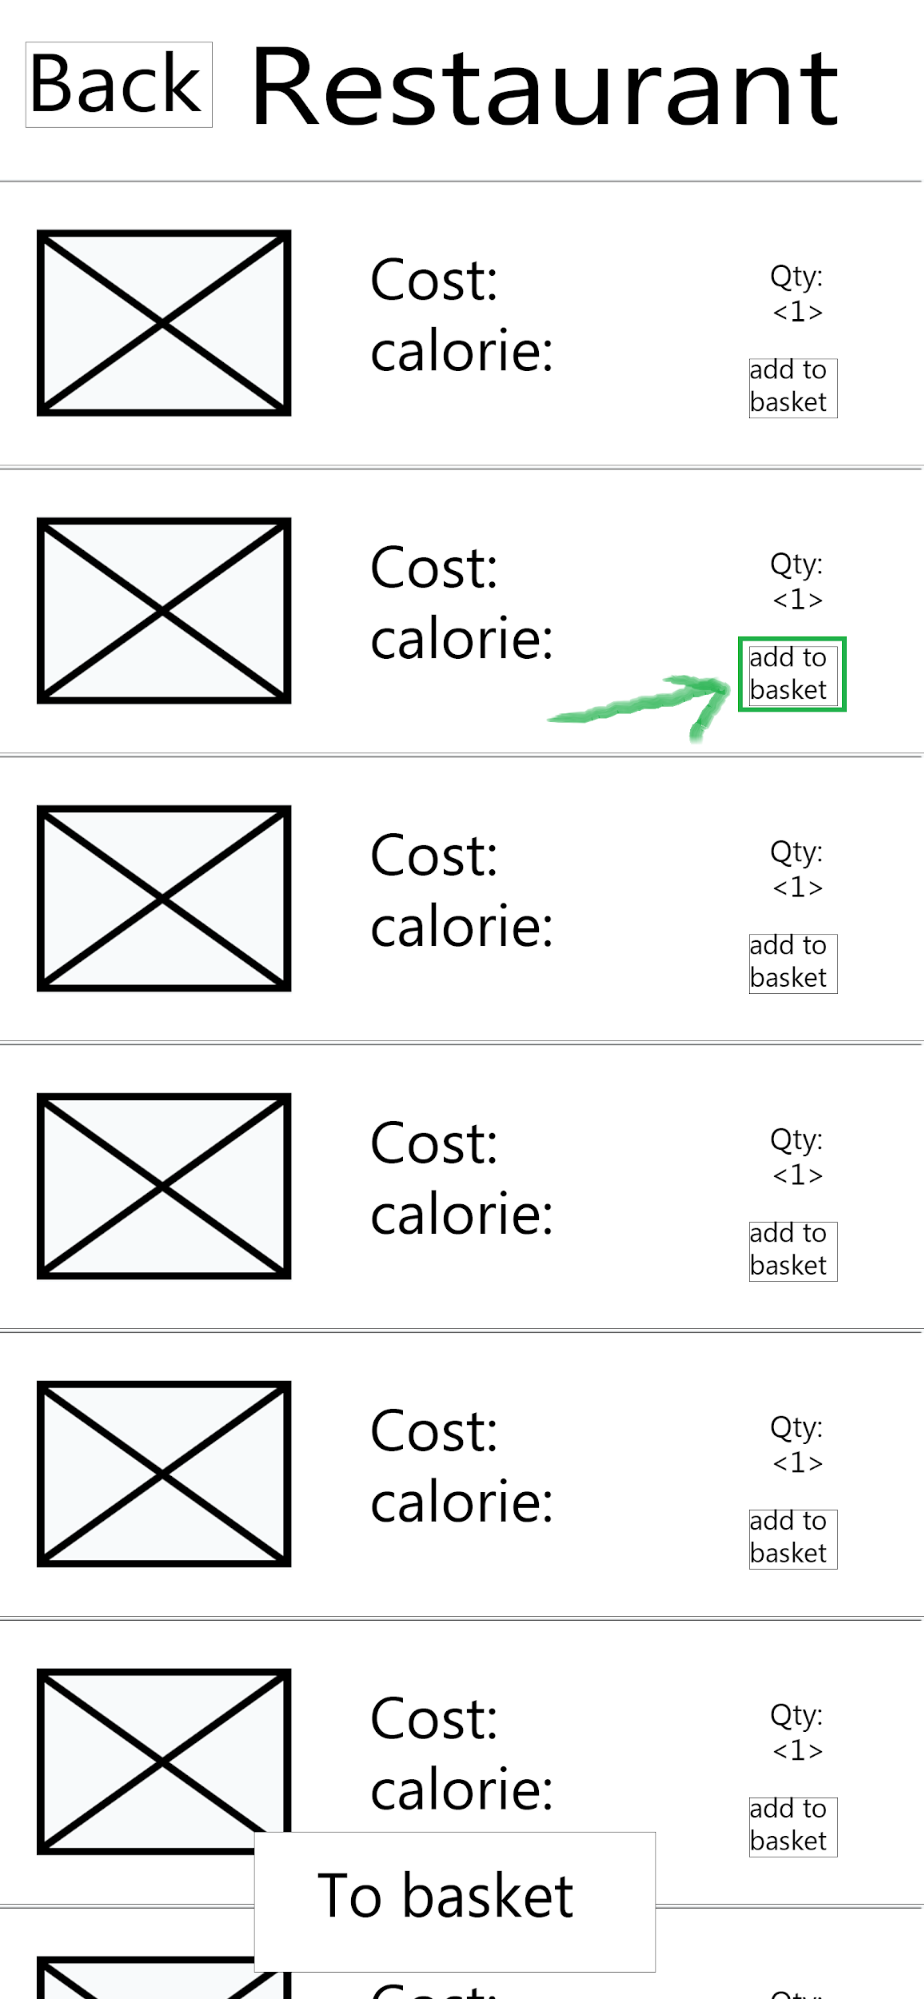 Back Restaurant
Cost:
calorie:
Qty:
<1>
add to
basket
Cost:
calorie:
Qty:
<1>
add to
basket
Cost:
calorie:
Qty:
<1>
add to
basket
Cost:
calorie:
Qty:
<1>
add to
basket
Cost:
calorie:
Qty:
<1>
add to
basket
Cost:
calorie:
Qty:
<1>
add to
basket
To basket
Cost:
Qty: